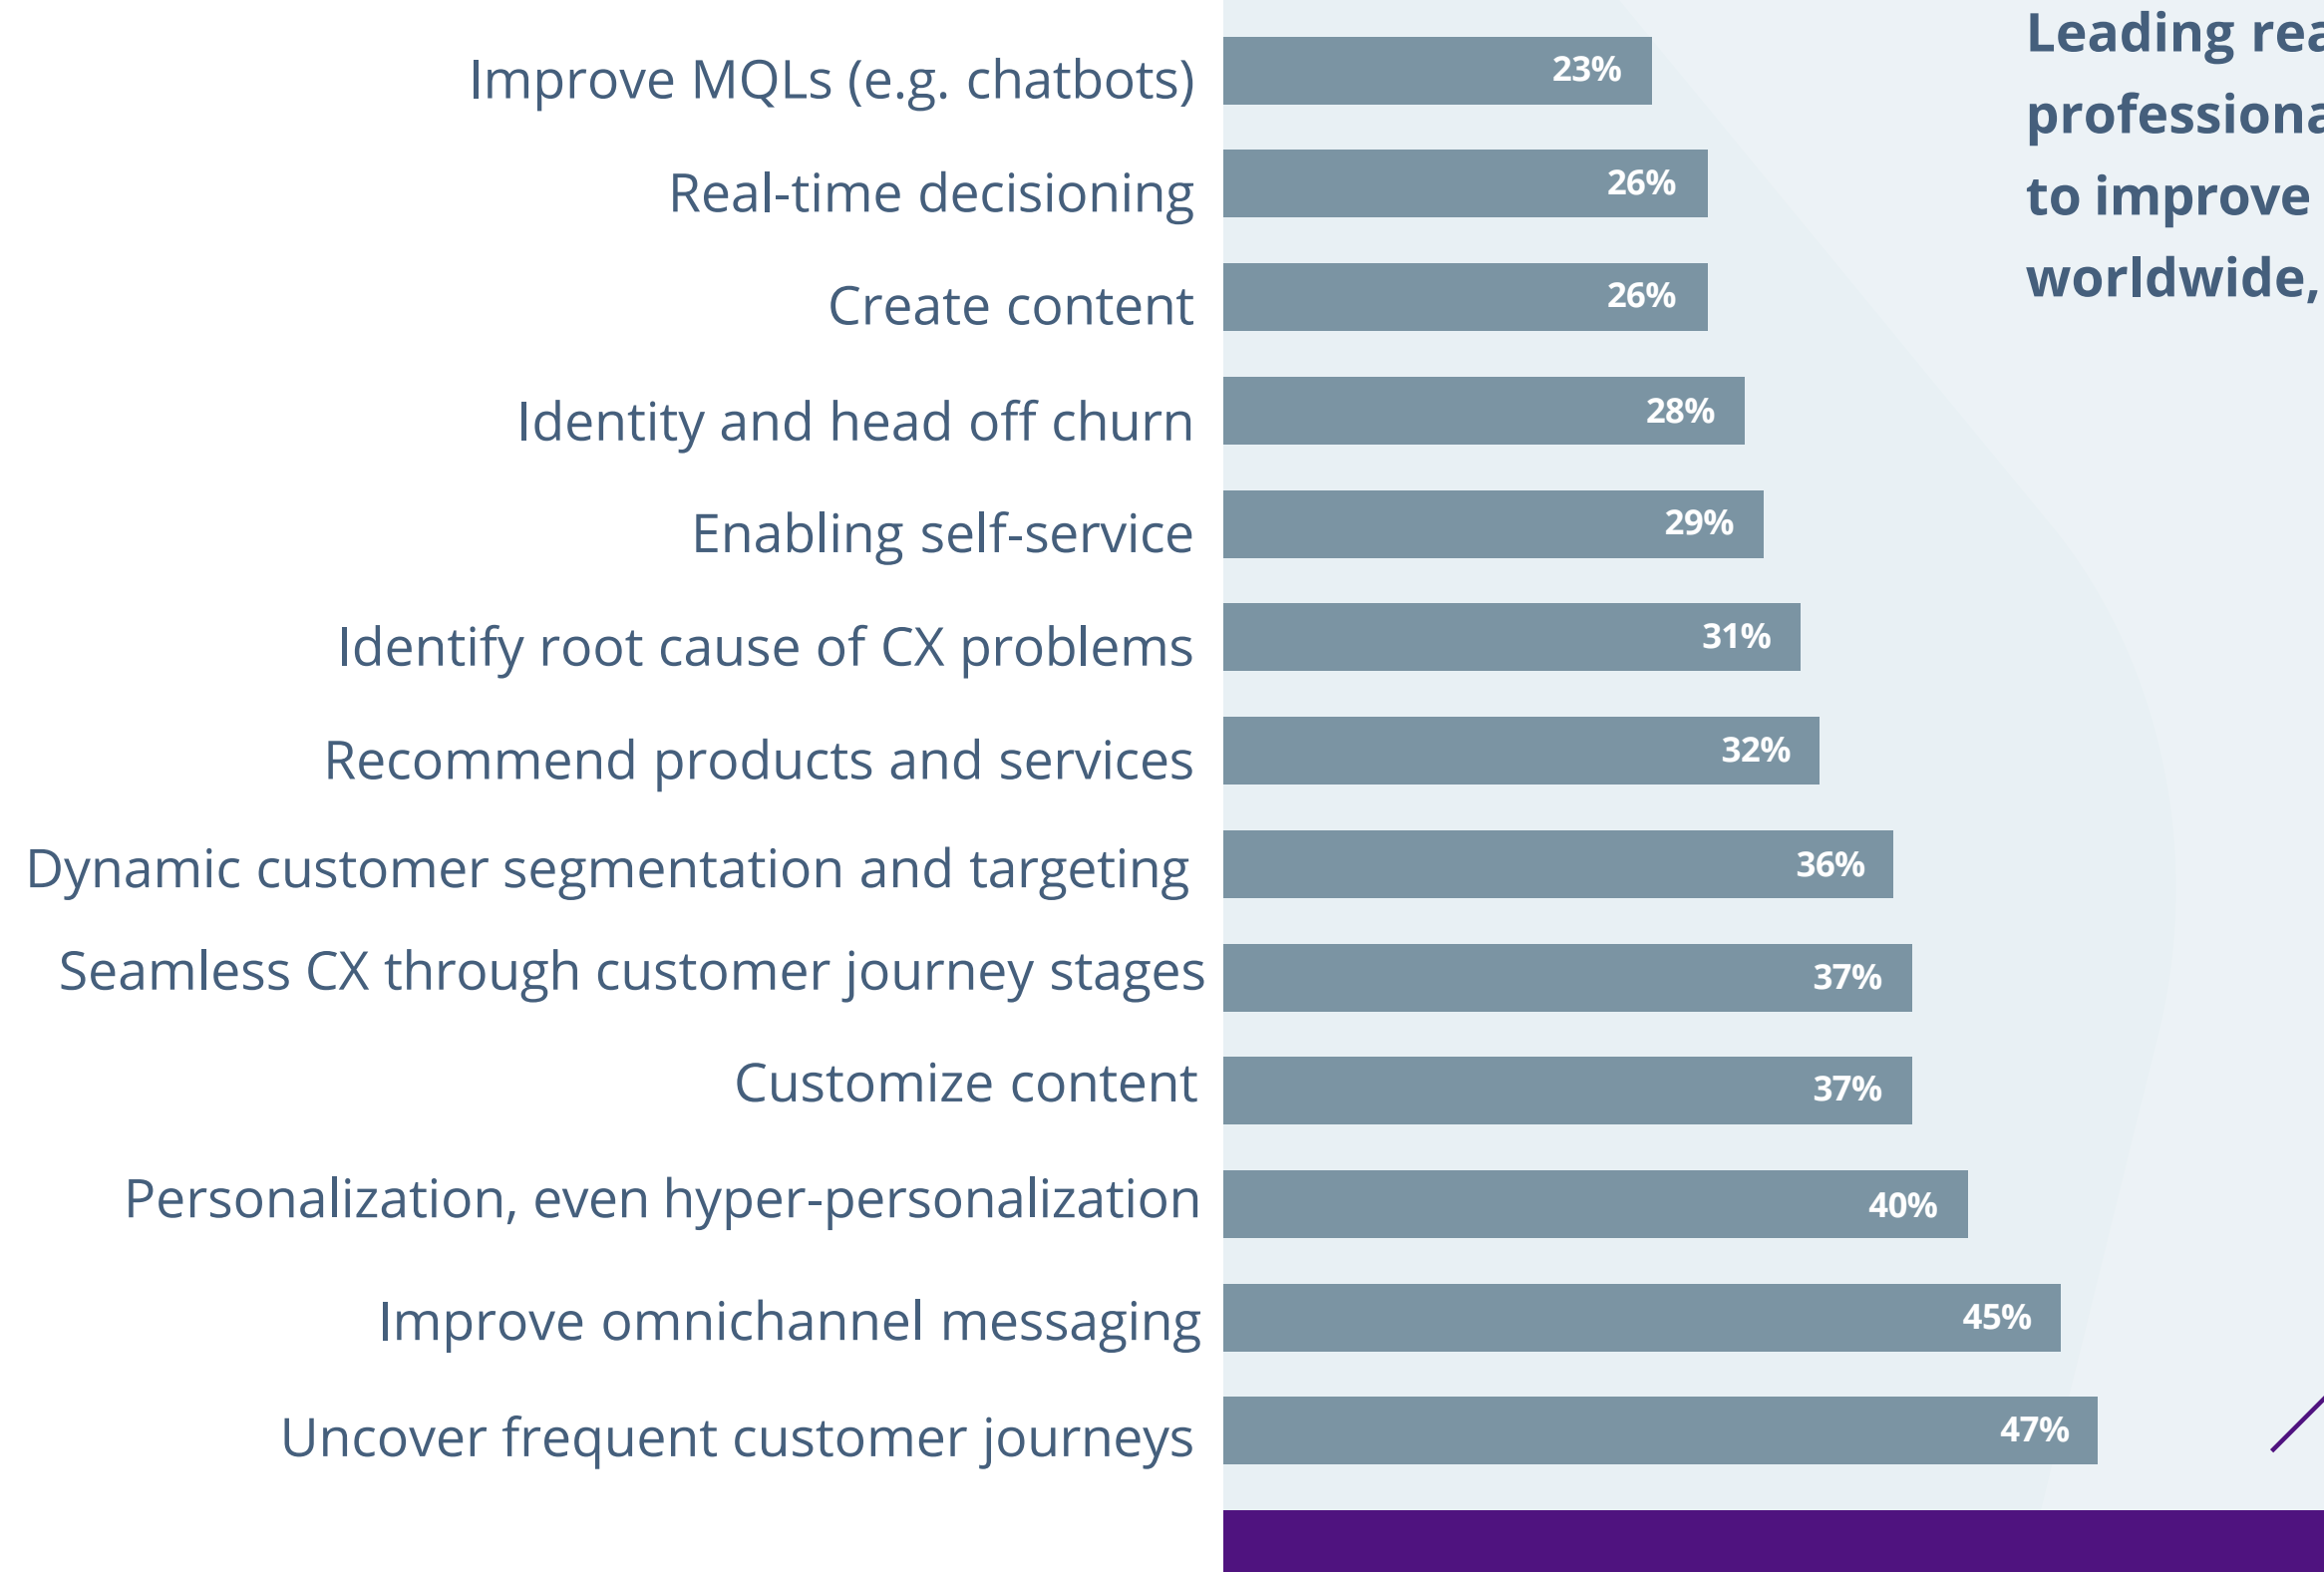 Improve MQLs (e.g. chatbots)
23%
Real-time decisioning
26%
Create content
26%
Identity and head off churn
28%
Enabling self-service
29%
Identify root cause of CX problems
31%
Recommend products and services
32%
Dynamic customer segmentation and targeting
36%
Seamless CX through customer journey stages
37%
Customize content
37%
Personalization, even hyper-personalization
40%
Improve omnichannel messaging
45%
Uncover frequent customer journeys
47%
Leading
to improve
worldwide,